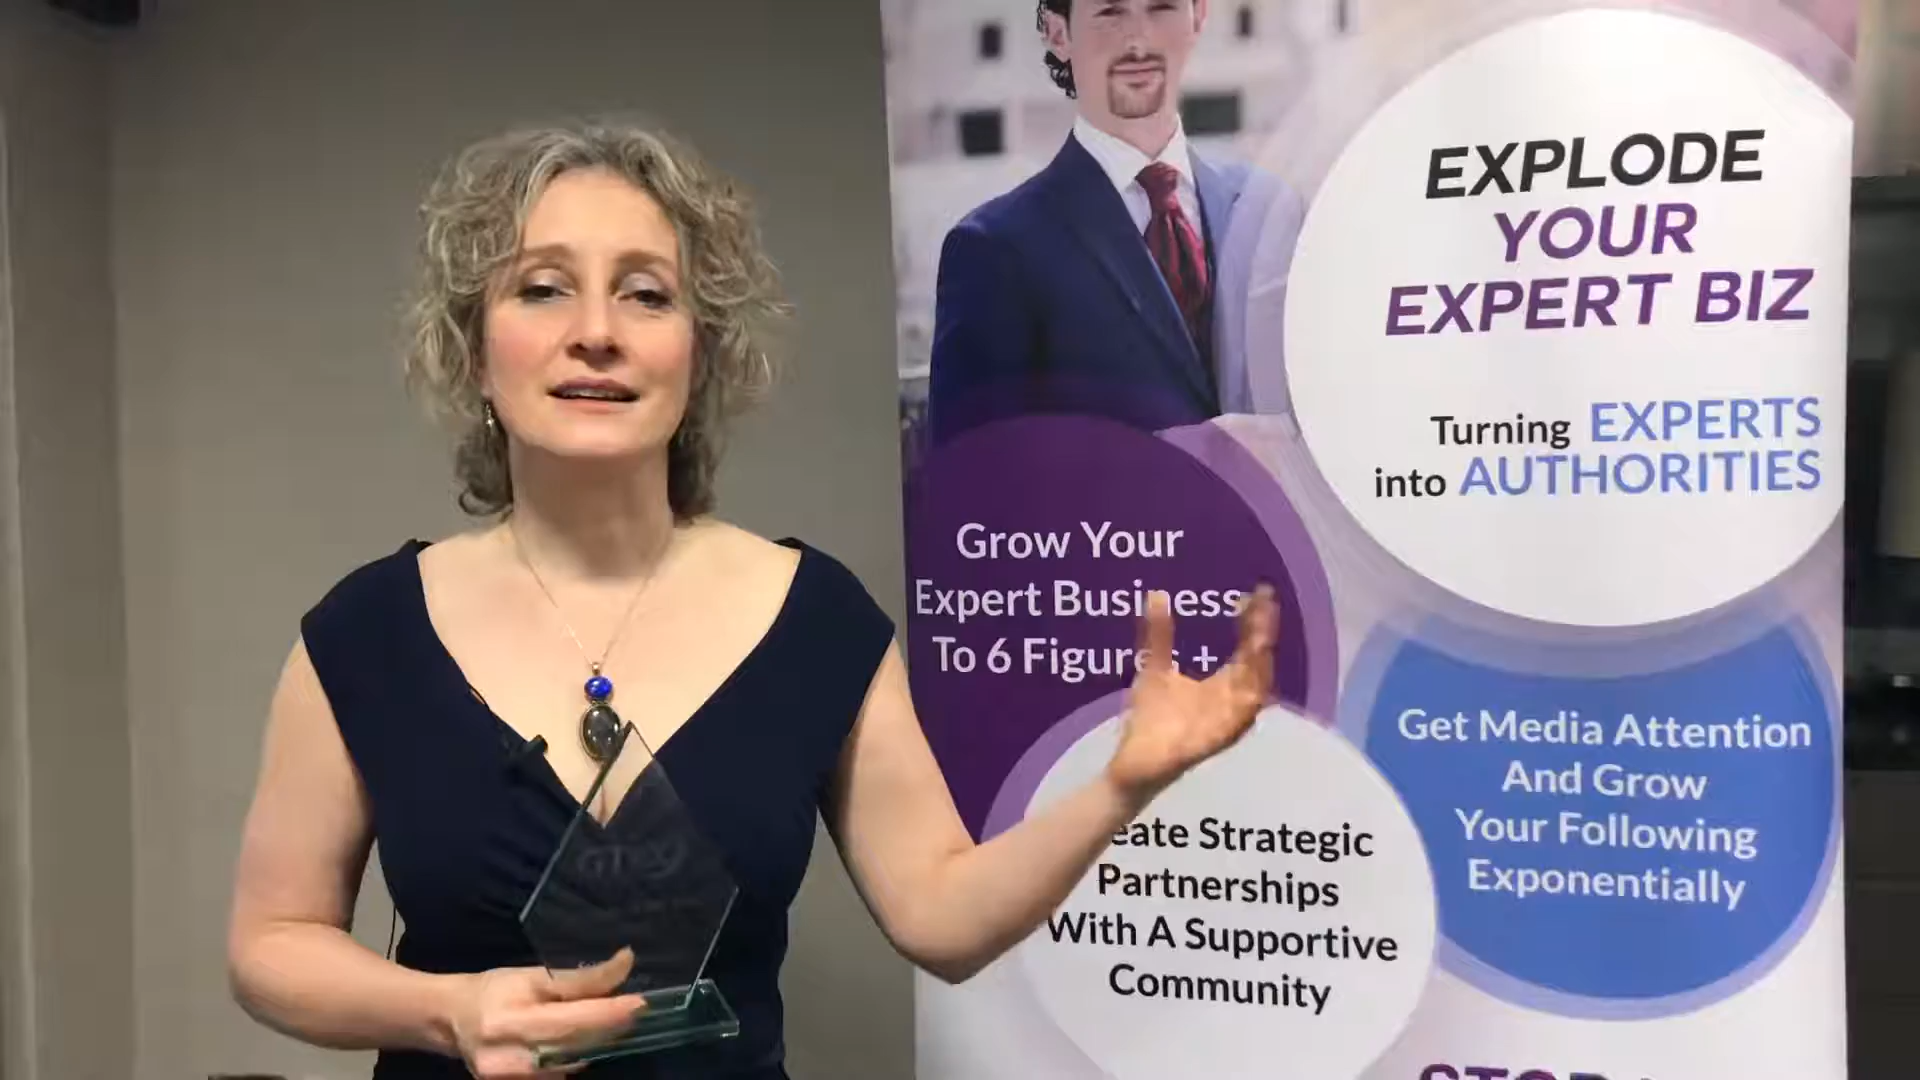 EXPLODE
YOUR
EXPERT BIZ
Turning EXPERTS
into AUTHORITIES
Grow Your
Expert Business
To 6 Figures +
Get Media Attention
And Grow
Your Following
Exponentially
eate Strategic
Partnerships
With A Supportive
Community